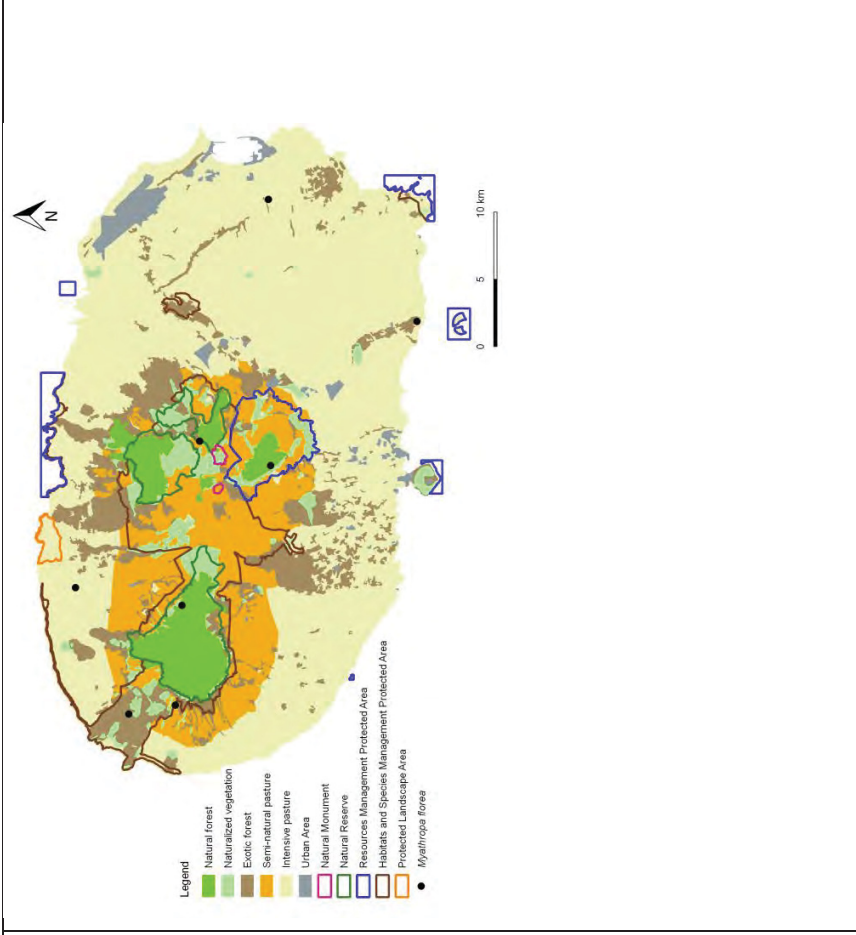 N
0
5
10 km
Legend
Natural forest
Naturalized vegetation
Exotic forest
Semi-natural pasture
Intensive pasture
Urban Area
Natural Monument
Natural Reserve
Resources Management Protected Area
Habitats and Species Management Protected Area
Protected Landscape Area
Myathropa florea